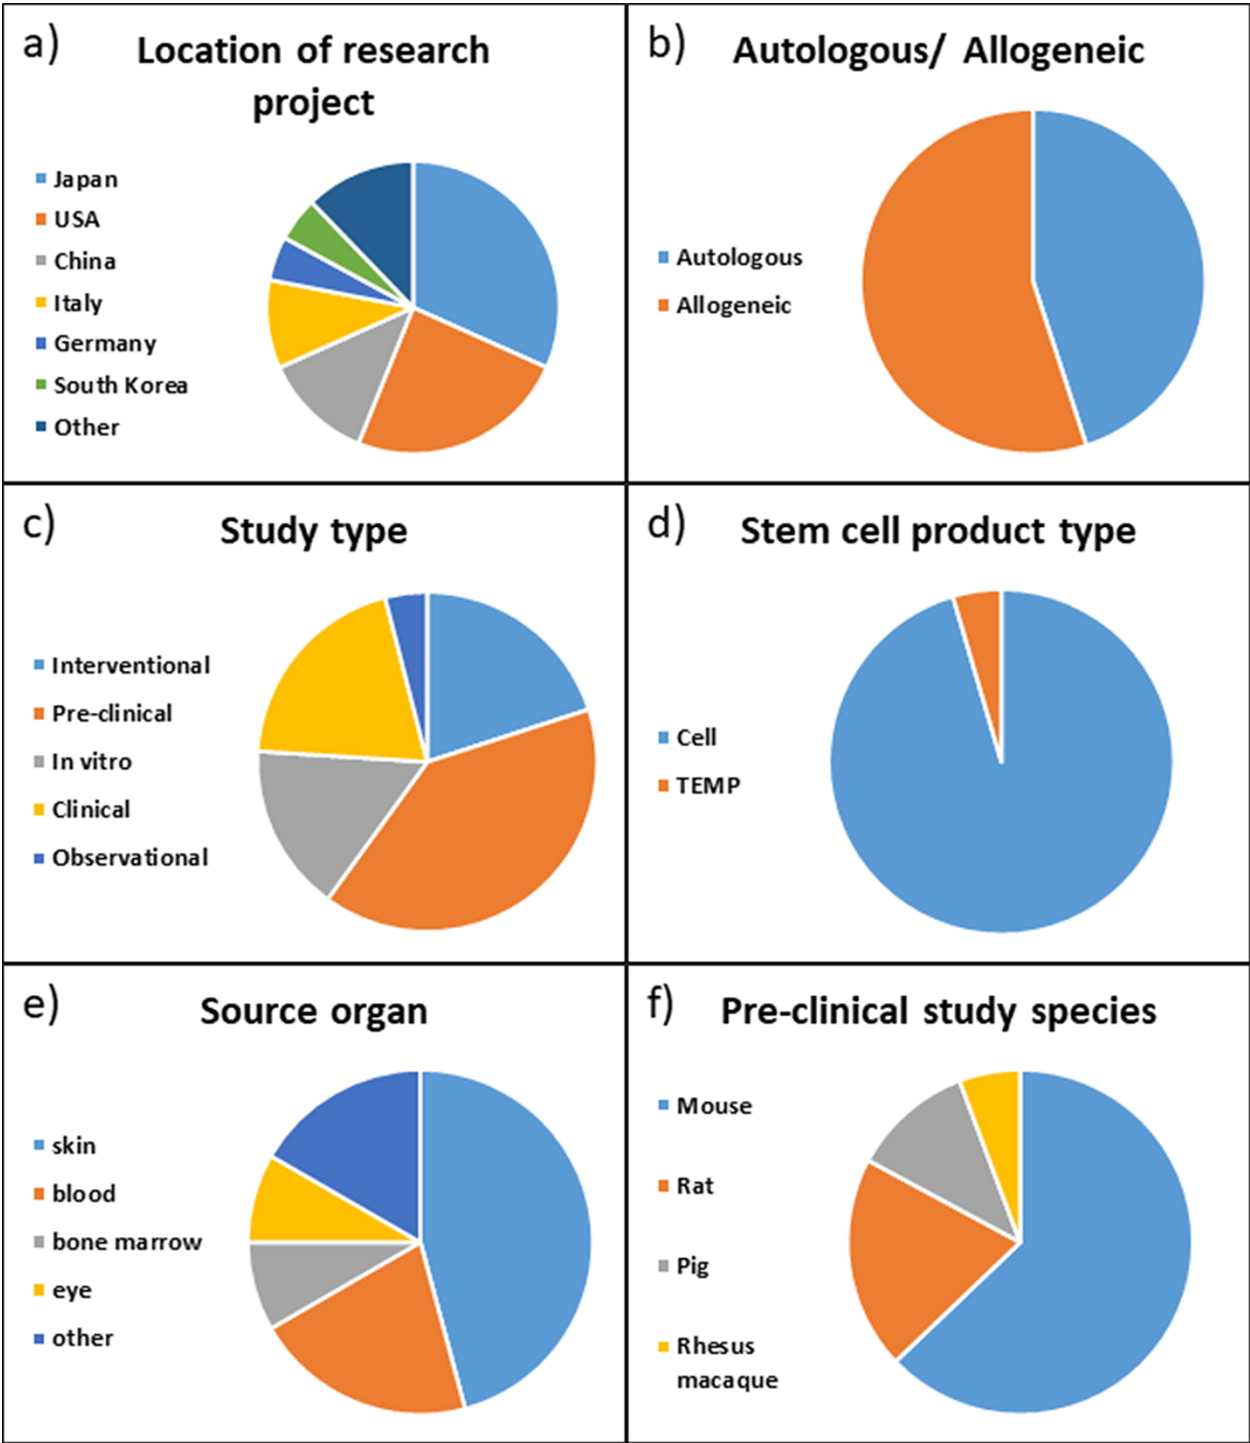 a)
Location of research
project
Japan
USA
China
Italy
Germany
South Korea
Other
b)
Autologous/ Allogeneic
Autologous
Allogeneic
c)
Study type
Interventional
Pre-clinical
In vitro
Clinical
Observational
d)
Stem cell product type
Cell
TEMP
e)
Source organ
skin
blood
bone marrow
eye
other
f)
Pre-clinical study species
Mouse
Rat
Pig
Rhesus
macaque